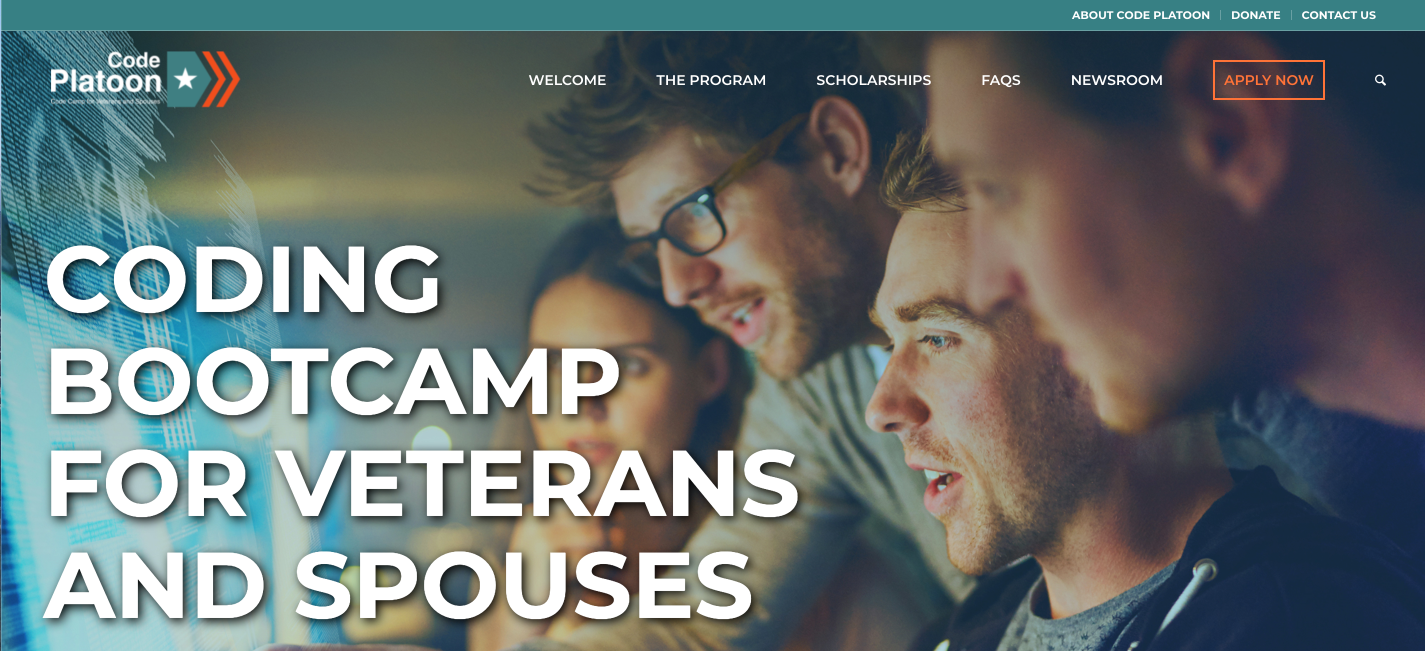 ABOUT CODE PLATOON
DONATE
CONTACT US
Code
Platoon
Code Camp for Veterans and Spouses
WELCOME
THE PROGRAM
SCHOLARSHIPS
FAQS
NEWSROOM
APPLY NOW
CODING
BOOTCAMP
FOR VETERANS
AND SPOUSES